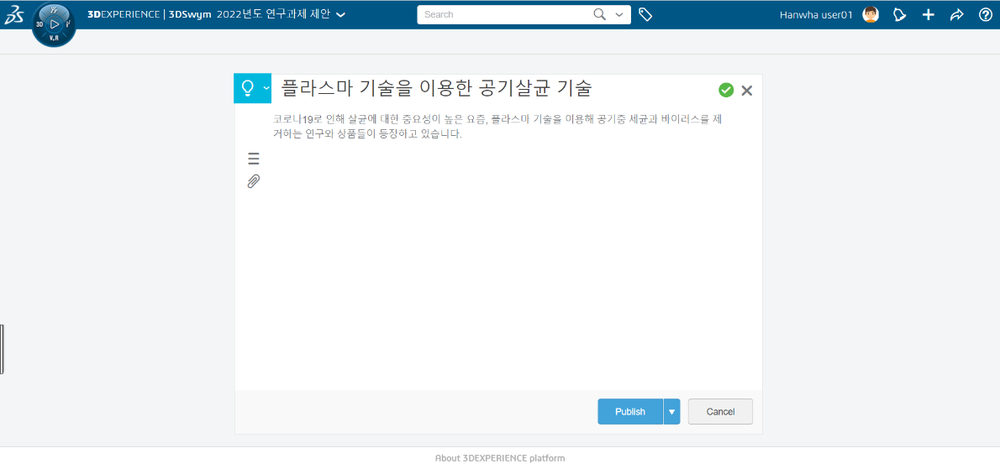 3DEXPERIENCE | 3DSwym 2022년도 연구과제 제안
Search
Hanwha user01
3D
V.R
플라스마 기술을 이용한 공기살균 기술
코로나19로 인해 살균에 대한 중요성이 높은 요즘, 플라스마 기술을 이용해 공기중 세균과 바이러스를 제
거하는 연구와 상품들이 등장하고 있습니다.
Publish
Cancel
About 3DEXPERIENCE platform